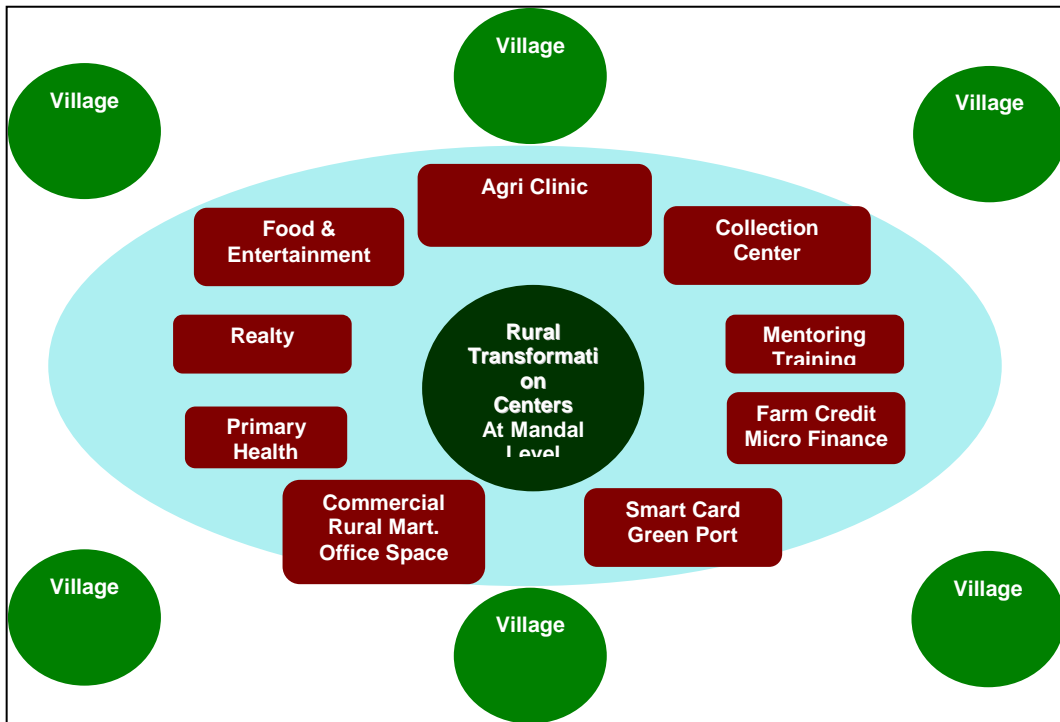 Village
Village
Village
Agri Clinic
Food &
Entertainment
Collection
Center
Realty
Rural
Transformati
on
Centers
At Mandal
Level
Mentoring
Training
Primary
Health
Farm Credit
Micro Finance
Commercial
Rural Mart.
Office Space
Smart Card
Green Port
Village
Village
Village